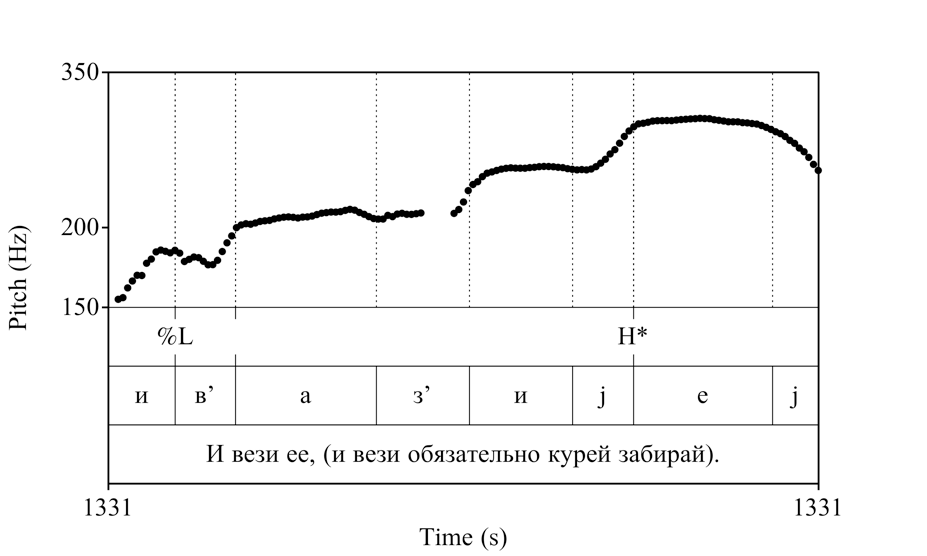 350
200
150
Pitch (Hz)
%L H*
и в’ а з’ и j е j
И вези ее, (и вези обязательно курей забирай).
1331 1331
Time (s)